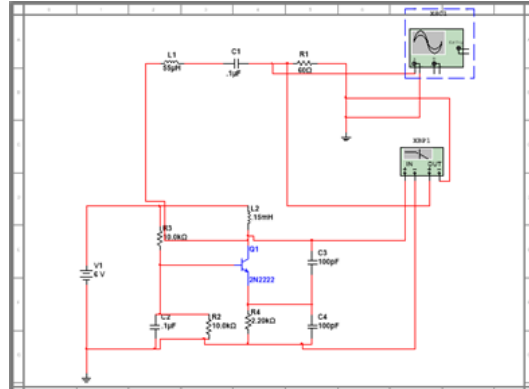 XSC1
L1
55µH
C1
.1µF
R1
60Ω
XBP1
IN
OUT
L2
.15mH
R3
10.0kΩ
Q1
2N2222
C3
100pF
V1
6 V
C2
.1µF
R2
10.0kΩ
R4
2.20kΩ
C4
100pF